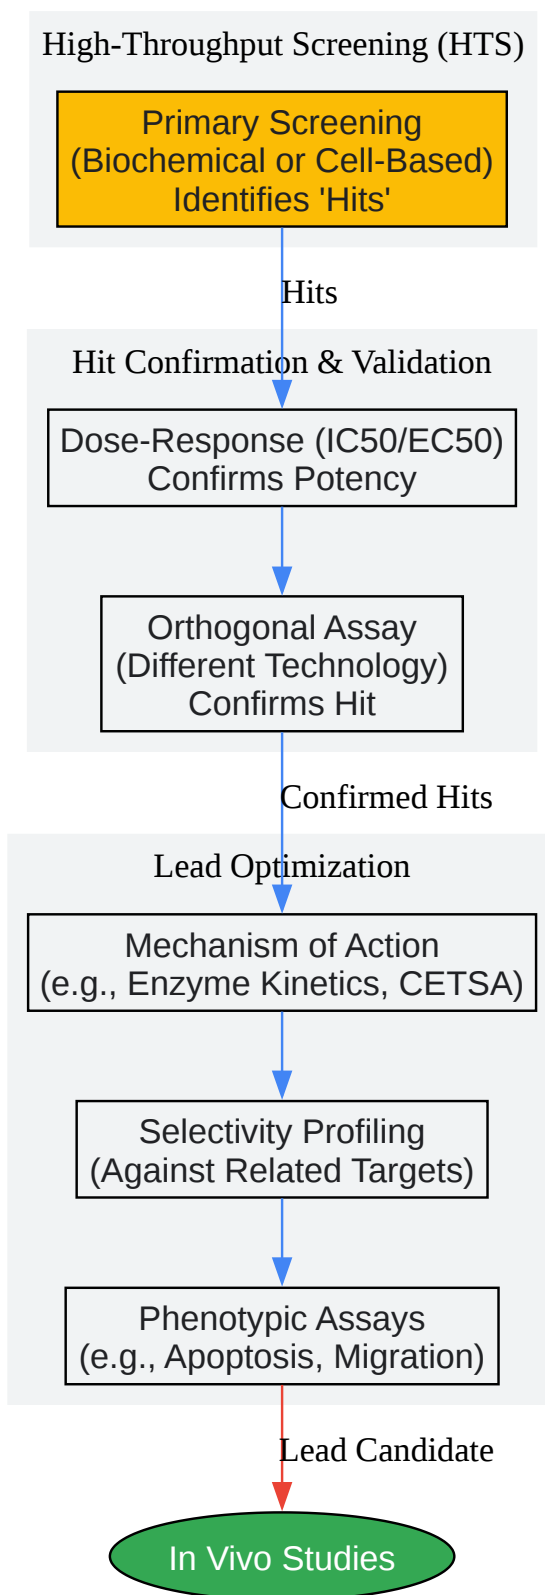 High-Throughput Screening (HTS)
Primary Screening
(Biochemical or Cell-Based)
Identifies 'Hits'
Hits
Hit Confirmation & Validation
Dose-Response (IC50/EC50)
Confirms Potency
Orthogonal Assay
(Different Technology)
Confirms Hit
Confirmed Hits
Lead Optimization
Mechanism of Action
(e.g., Enzyme Kinetics, CETSA)
Selectivity Profiling
(Against Related Targets)
Phenotypic Assays
(e.g., Apoptosis, Migration)
Lead Candidate
In Vivo Studies